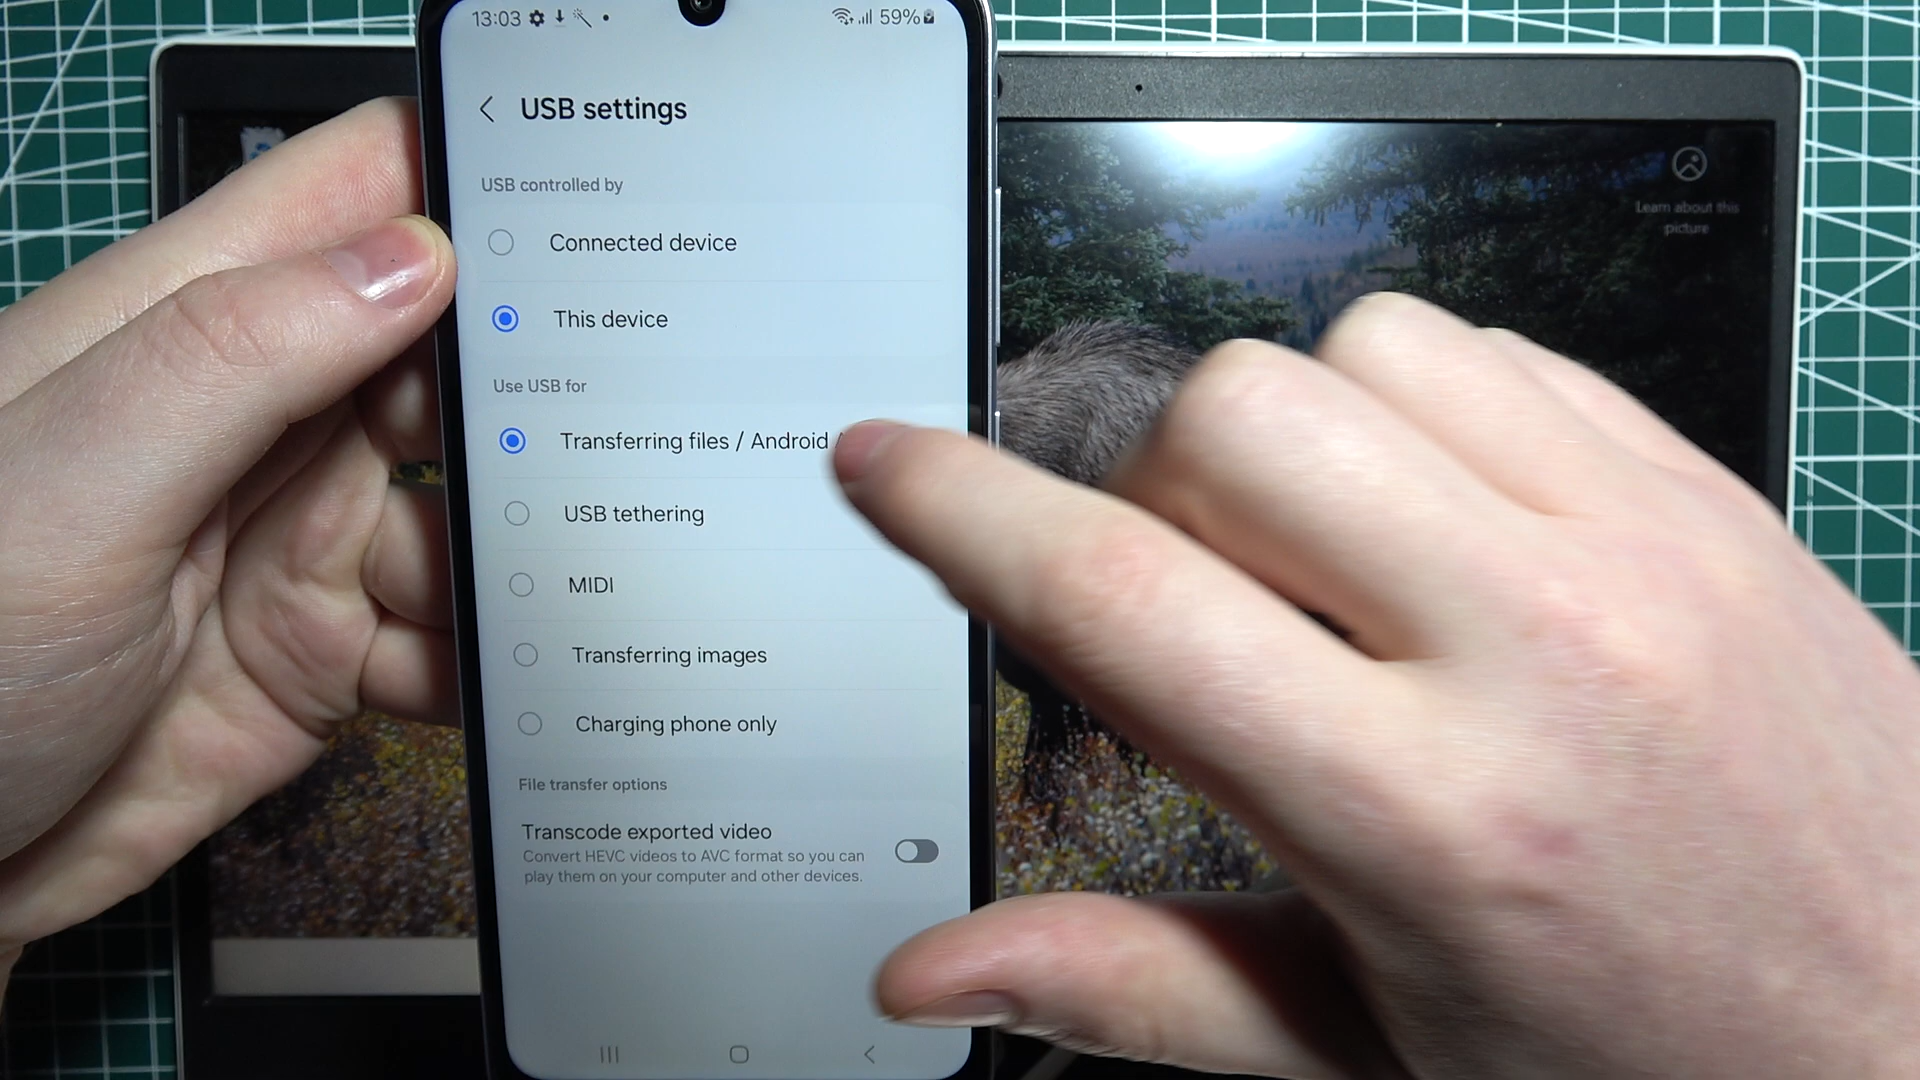 13:03
59%
USB settings
USB controlled by
Connected device
This device
Use USB for
Transferring files / Android
USB tethering
MIDI
Transferring images
Charging phone only
File transfer options
Transcode exported video
Convert HEVC videos to AVC format so you can
play them on your computer and other devices.
Learn about this
picture